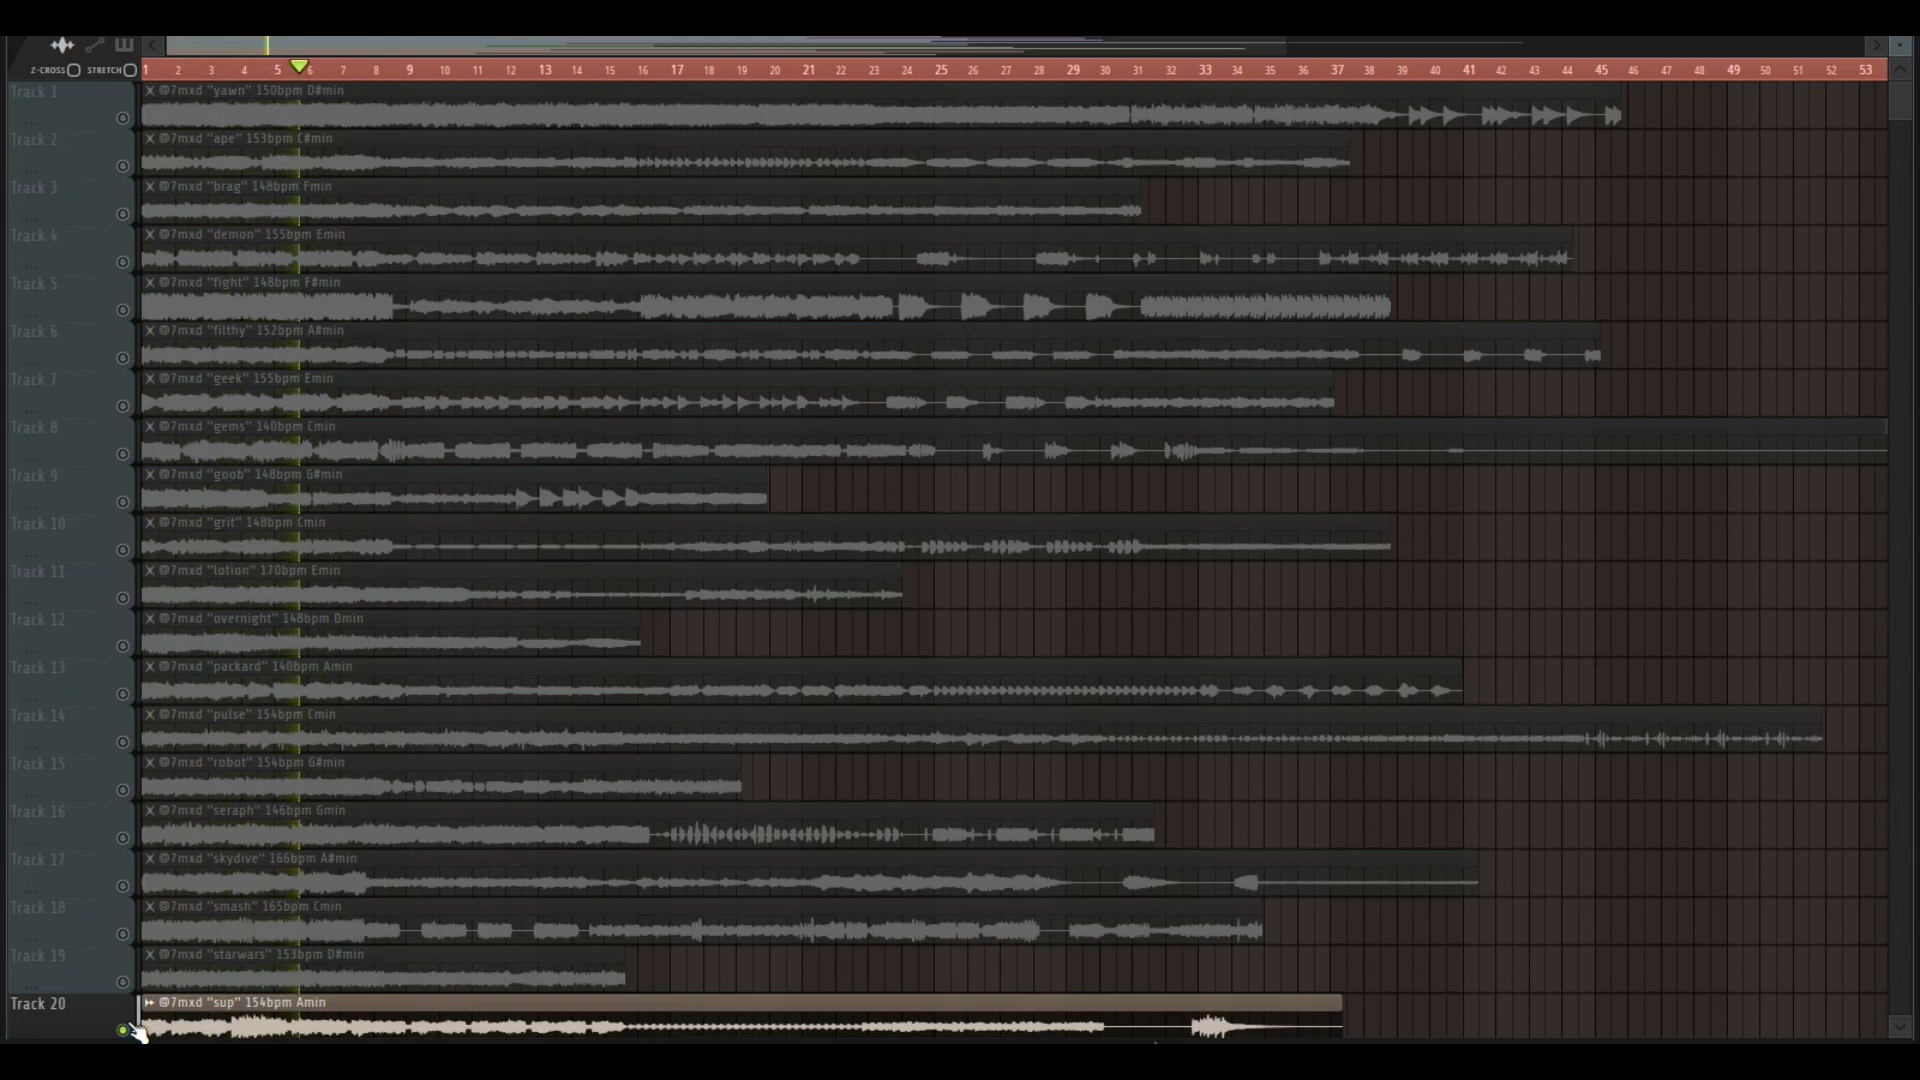 Z-CROSS STRETCH 1 2 3 4 5 6 7 8 9 10 11 12 13 14 15 16 17 18 19 20 21 22 23 24 25 26 27 28 29 30 31 32 33 34 35 36 37 38 39 40 41 42 43 44 45 46 47 48 49 50 51 52 53
Track 1 @7mxd "yawn" 150bpm D#min
Track 2 @7mxd "ape" 153bpm C#min
Track 3 @7mxd "brag" 148bpm Fmin
Track 4 @7mxd "demon" 155bpm Emin
Track 5 @7mxd "fight" 148bpm F#min
Track 6 @7mxd "filthy" 152bpm A#min
Track 7 @7mxd "geek" 155bpm Emin
Track 8 @7mxd "gems" 140bpm Cmin
Track 9 @7mxd "goob" 148bpm G#min
Track 10 @7mxd "grit" 148bpm Cmin
Track 11 @7mxd "lotion" 170bpm Emin
Track 12 @7mxd "overnight" 148bpm Dmin
Track 13 @7mxd "packard" 140bpm Amin
Track 14 @7mxd "pulse" 154bpm Cmin
Track 15 @7mxd "robot" 154bpm G#min
Track 16 @7mxd "seraph" 146bpm Gmin
Track 17 @7mxd "skydive" 166bpm A#min
Track 18 @7mxd "smash" 165bpm Cmin
Track 19 @7mxd "starwars" 153bpm D#min
Track 20 @7mxd "sup" 154bpm Amin